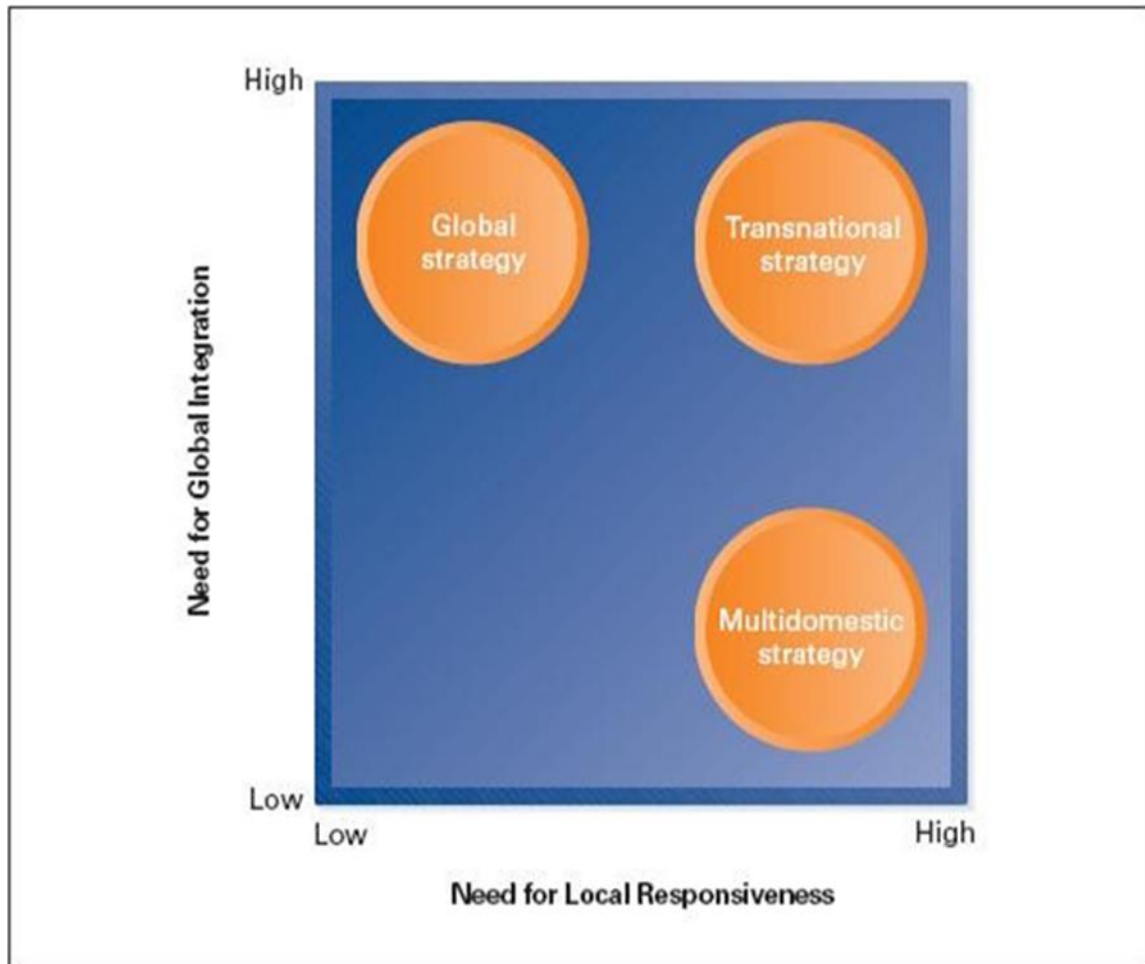 High
Global
strategy
Transnational
strategy
Need for Global Integration
Multidomestic
strategy
Low
Low
High
Need for Local Responsiveness